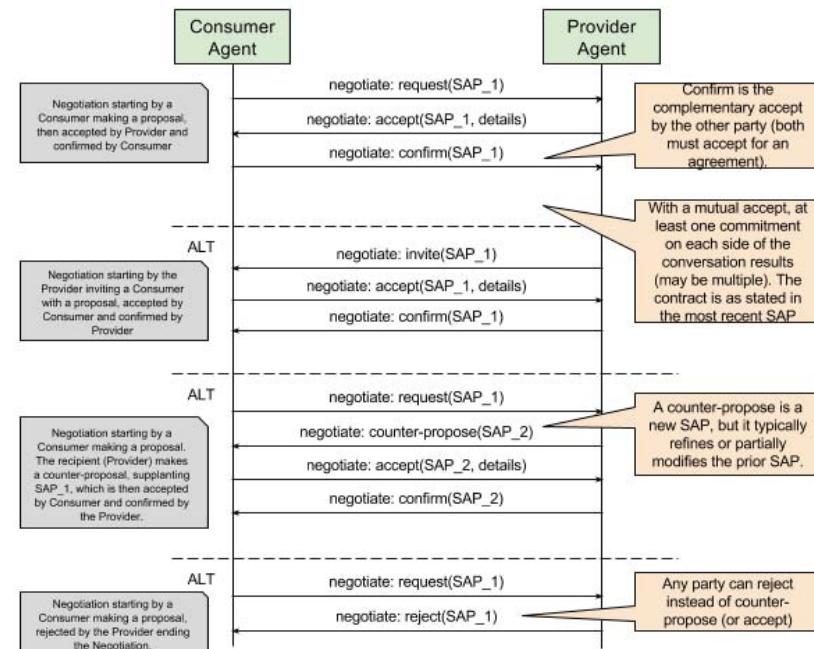 Consumer
Agent
Provider
Agent
negotiate: request(SAP_1)
negotiate: accept(SAP_1, details)
negotiate: confirm(SAP_1)
Negotiation starting by a
Consumer making a proposal,
then accepted by Provider and
confirmed by Consumer
Confirm is the
complementary accept
by the other party (both
must accept for an
agreement).
With a mutual accept, at
least one commitment
on each side of the
conversation results
(may be multiple). The
contract is as stated in
the most recent SAP
ALT
negotiate: invite(SAP_1)
negotiate: accept(SAP_1, details)
negotiate: confirm(SAP_1)
Negotiation starting by the
Provider inviting a Consumer
with a proposal, accepted by
Consumer and confirmed by
Provider
ALT
negotiate: request(SAP_1)
negotiate: counter-propose(SAP_2)
negotiate: accept(SAP_2, details)
negotiate: confirm(SAP_2)
Negotiation starting by a
Consumer making a proposal.
The recipient (Provider) makes
a counter-proposal, supplanting
SAP_1, which is then accepted
by Consumer and confirmed by
the Provider.
A counter-propose is a
new SAP, but it typically
refines or partially
modifies the prior SAP.
ALT
negotiate: request(SAP_1)
negotiate: reject(SAP_1)
Negotiation starting by a
Consumer making a proposal,
rejected by the Provider ending
the Negotiation.
Any party can reject
instead of counter-
propose (or accept)